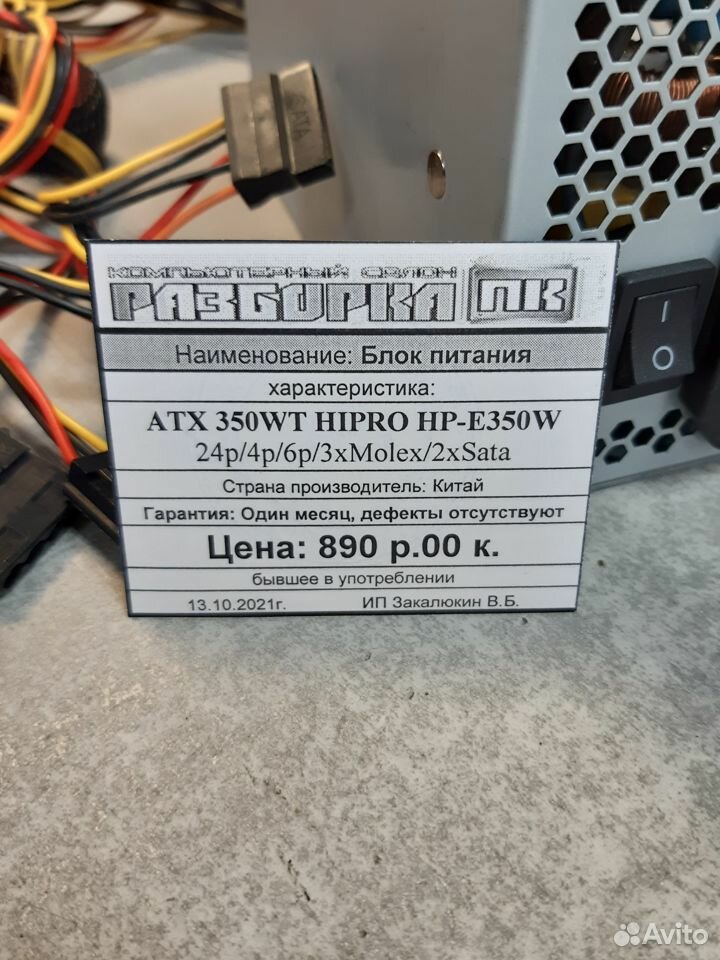 SATA
КОМПЬЮТЕРНЫЙ САЛОН
РАЗБОРКА ПК
Наименование: Блок питания
характеристика:
ATX 350WT HIPRO HP-E350W
24p/4p/6p/3xMolex/2xSata
Страна производитель: Китай
Гарантия: Один месяц, дефекты отсутствуют
Цена: 890 р.00 к.
бывшее в употреблении
13.10.2021г. ИП Закалюкин В.Б.
Avito